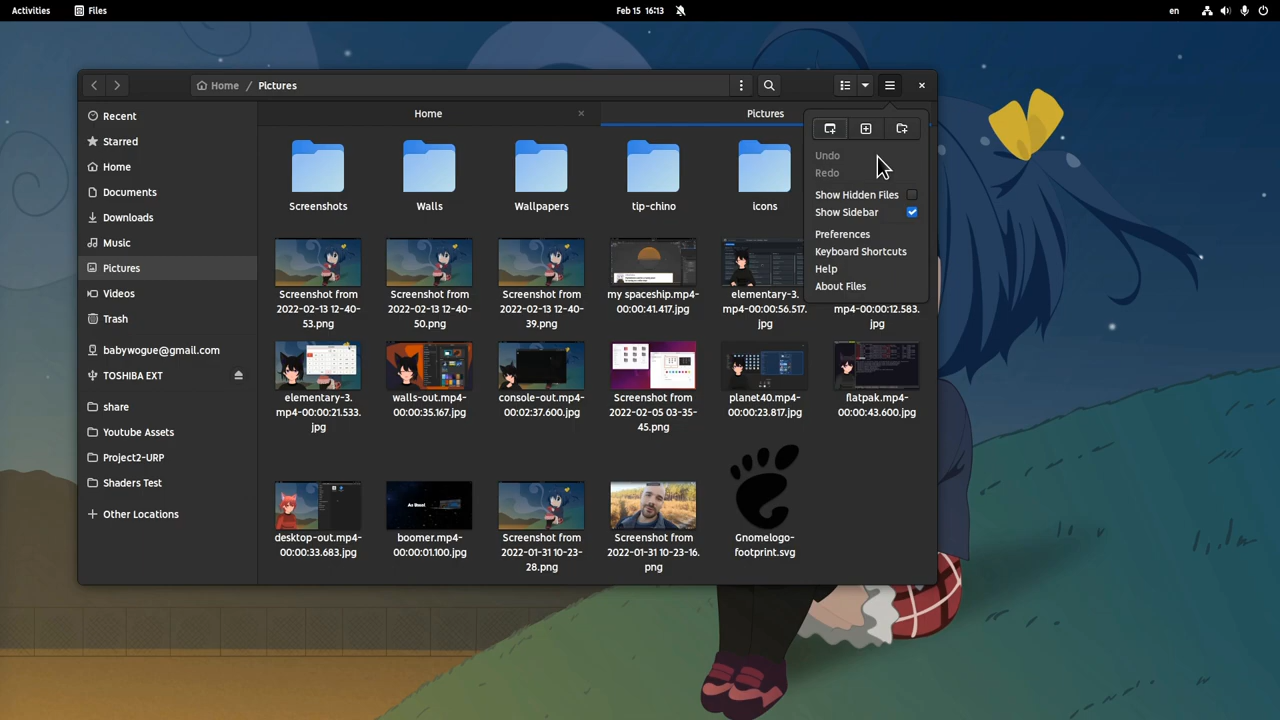 Activities
Files
Feb 15 16:13
en
Home / Pictures
Recent
Starred
Home
Documents
Downloads
Music
Pictures
Videos
Trash
babywogue@gmail.com
TOSHIBA EXT
share
Youtube Assets
Project2-URP
Shaders Test
Other Locations
Home
Pictures
Undo
Redo
Show Hidden Files
Show Sidebar
Preferences
Keyboard Shortcuts
Help
About Files
Screenshots
Walls
Wallpapers
tip-chino
icons
Screenshot from
2022-02-13 12-40-
53.png
Screenshot from
2022-02-13 12-40-
50.png
Screenshot from
2022-02-13 12-40-
39.png
my spaceship.mp4-
00:00:41.417.jpg
elementary-3.
mp4-00:00:56.517.
jpg
mp4-00:00:12.583.
jpg
elementary-3.
mp4-00:00:21.533.
jpg
walls-out.mp4-
00:00:35.167.jpg
console-out.mp4-
00:02:37.600.jpg
Screenshot from
2022-02-05 03-35-
45.png
planet40.mp4-
00:00:23.817.jpg
flatpak.mp4-
00:00:43.600.jpg
desktop-out.mp4-
00:00:33.683.jpg
boomer.mp4-
00:00:01.100.jpg
Screenshot from
2022-01-31 10-23-
28.png
Screenshot from
2022-01-31 10-23-16.
png
Gnomelogo-
footprint.svg